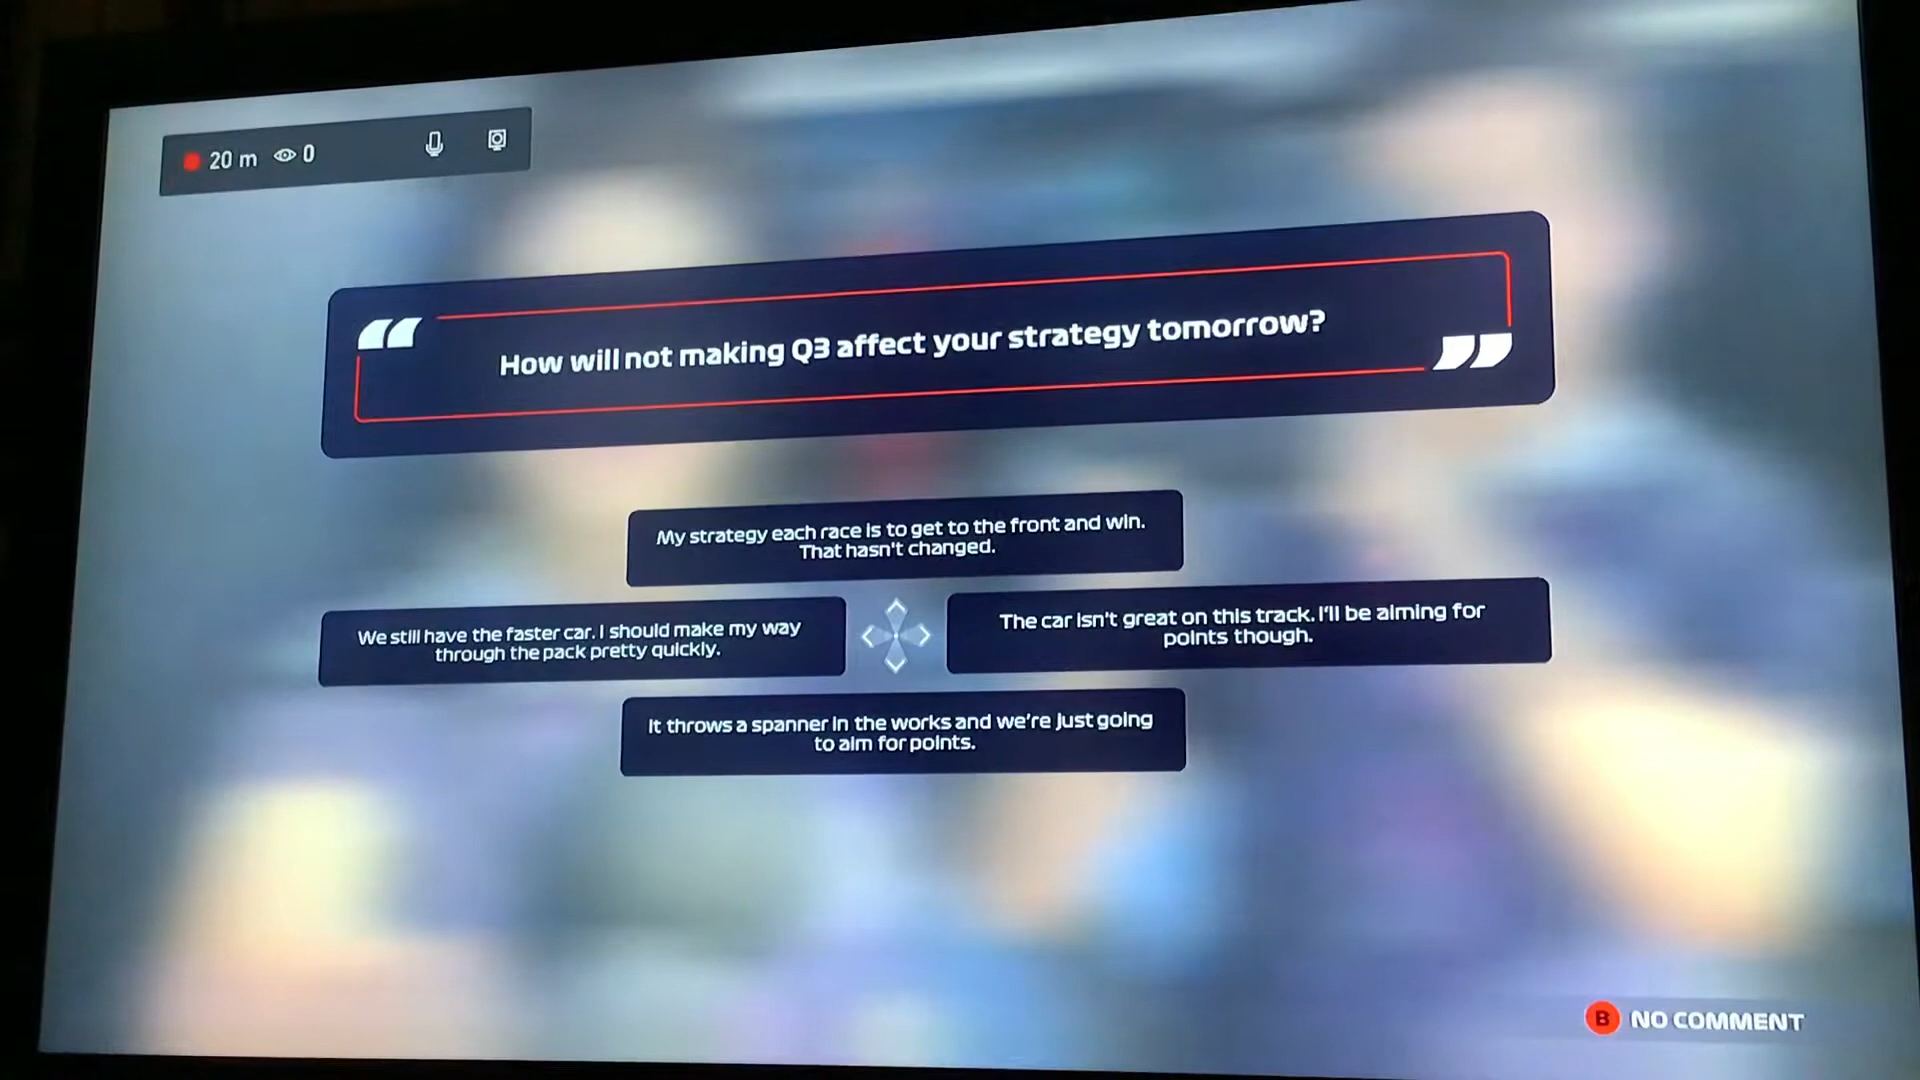 20 m 0
How will not making Q3 affect your strategy tomorrow?
My strategy each race is to get to the front and win.
That hasn't changed.
We still have the faster car. I should make my way
through the pack pretty quickly.
The car isn't great on this track. I'll be aiming for
points though.
It throws a spanner in the works and we're just going
to aim for points.
B NO COMMENT